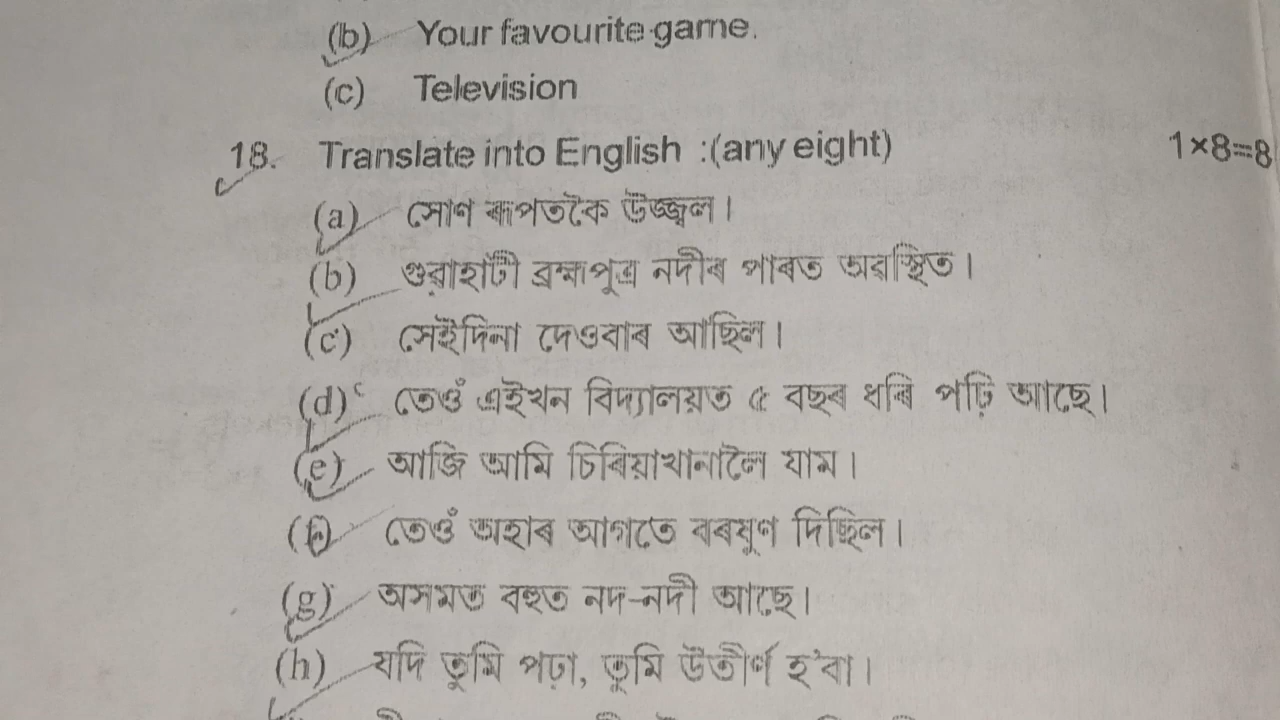 (b) Your favourite game.
(c) Television
18. Translate into English :(any eight) 1×8=8
(a) সোণ ৰূপতকৈ উজ্জ্বল।
(b) গুৱাহাটী ব্ৰহ্মপুত্ৰ নদীৰ পাৰত অৱস্থিত।
(c) সেইদিনা দেওবাৰ আছিল।
(d) তেওঁ এইখন বিদ্যালয়ত ৫ বছৰ ধৰি পঢ়ি আছে।
(e) আজি আমি চিৰিয়াখানালৈ যাম।
(f) তেওঁ অহাৰ আগতে বৰষুণ দিছিল।
(g) অসমত বহুত নদ-নদী আছে।
(h) যদি তুমি পঢ়া, তুমি উতীৰ্ণ হ'বা।